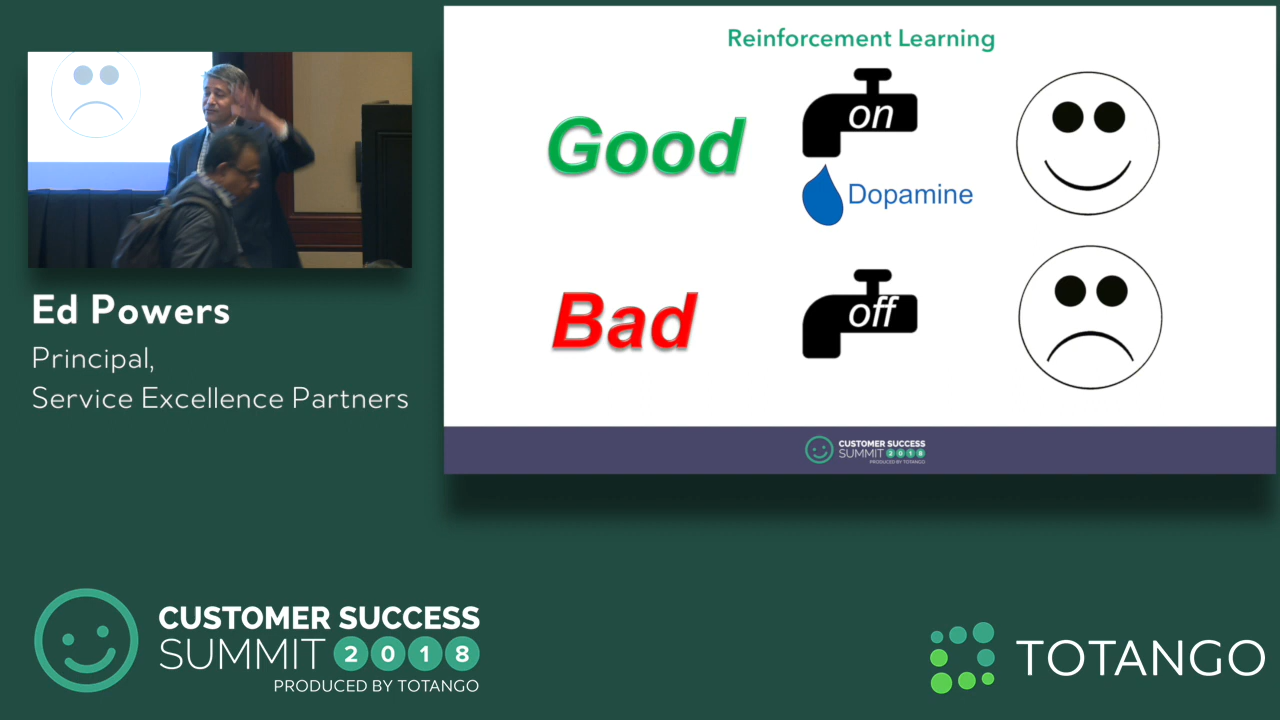 Reinforcement Learning
Good
on
Dopamine
Bad
off
CUSTOMER SUCCESS
SUMMIT 2018
PRODUCED BY TOTANGO
Ed Powers
Principal,
Service Excellence Partners
CUSTOMER SUCCESS
SUMMIT 2018
PRODUCED BY TOTANGO
TOTANGO